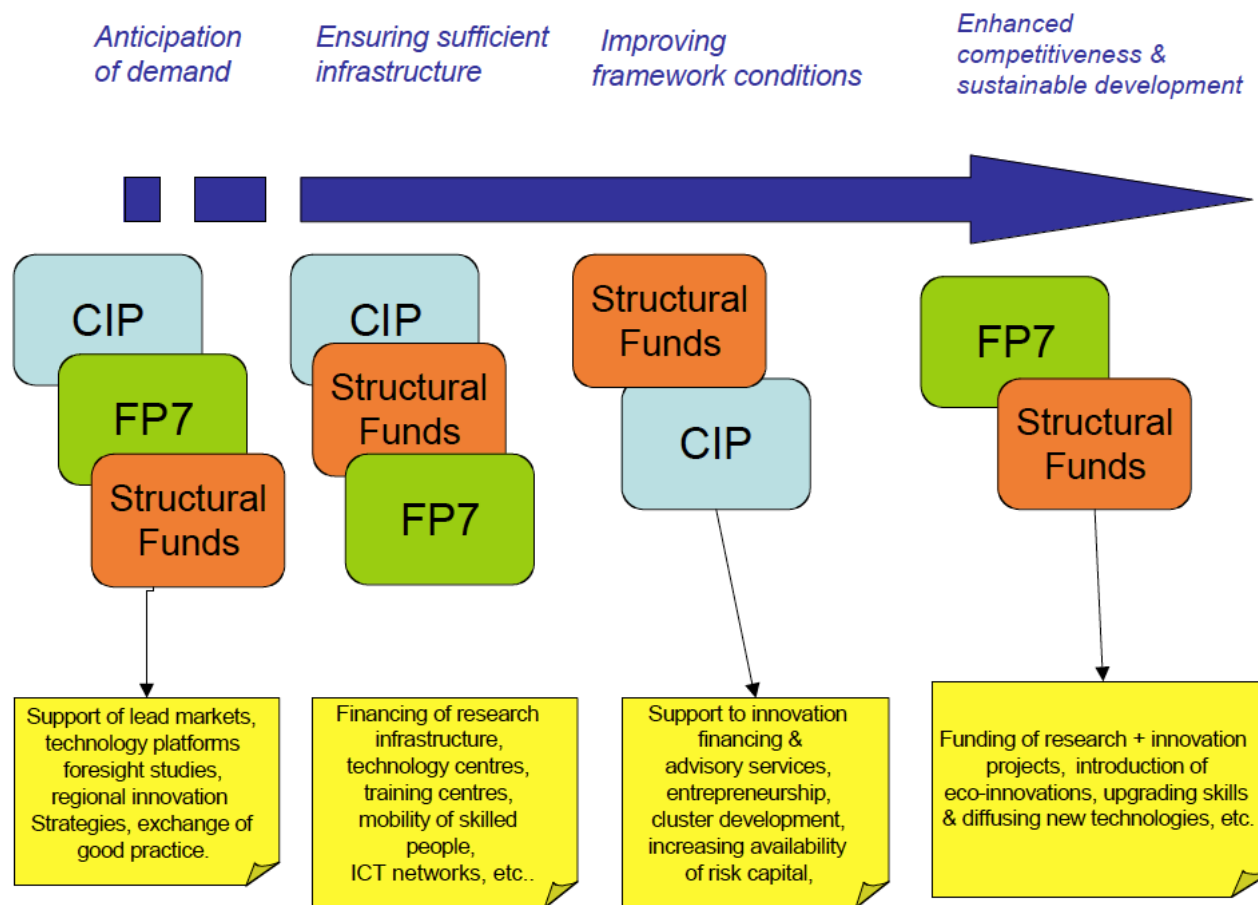 Anticipation
of demand
Ensuring sufficient
infrastructure
Improving
framework conditions
Enhanced
competitiveness &
sustainable development
CIP
FP7
Structural
Funds
CIP
Structural
Funds
FP7
Structural
Funds
CIP
FP7
Structural
Funds
Support of lead markets,
technology platforms
foresight studies,
regional innovation
Strategies, exchange of
good practice.
Financing of research
infrastructure,
technology centres,
training centres,
mobility of skilled
people,
ICT networks, etc..
Support to innovation
financing &
advisory services,
entrepreneurship,
cluster development,
increasing availability
of risk capital,
Funding of research + innovation
projects, introduction of
eco-innovations, upgrading skills
& diffusing new technologies, etc.